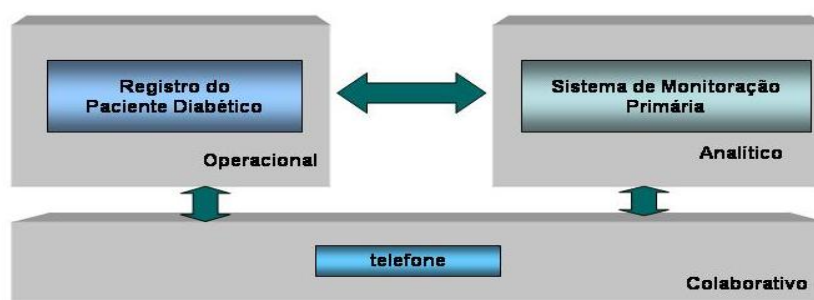 Registro do
Paciente Diabético
Operacional
Sistema de Monitoração
Primária
Analítico
telefone
Colaborativo